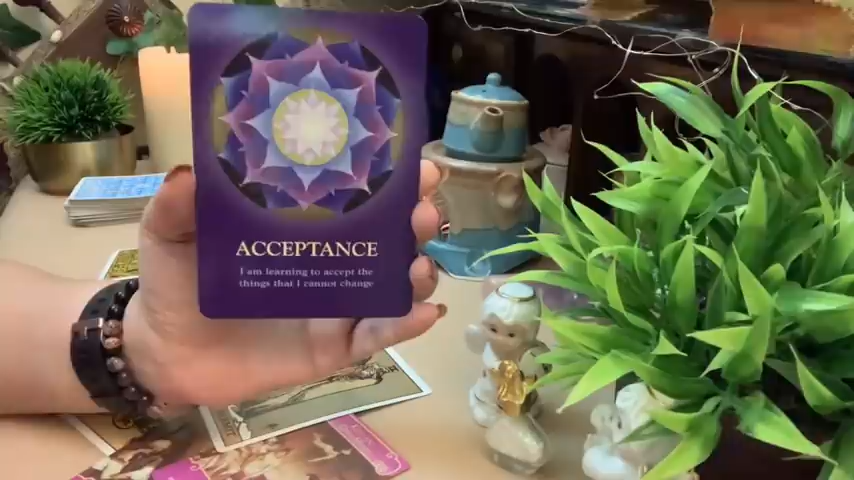 ACCEPTANCE
I am learning to accept the
things that I cannot change